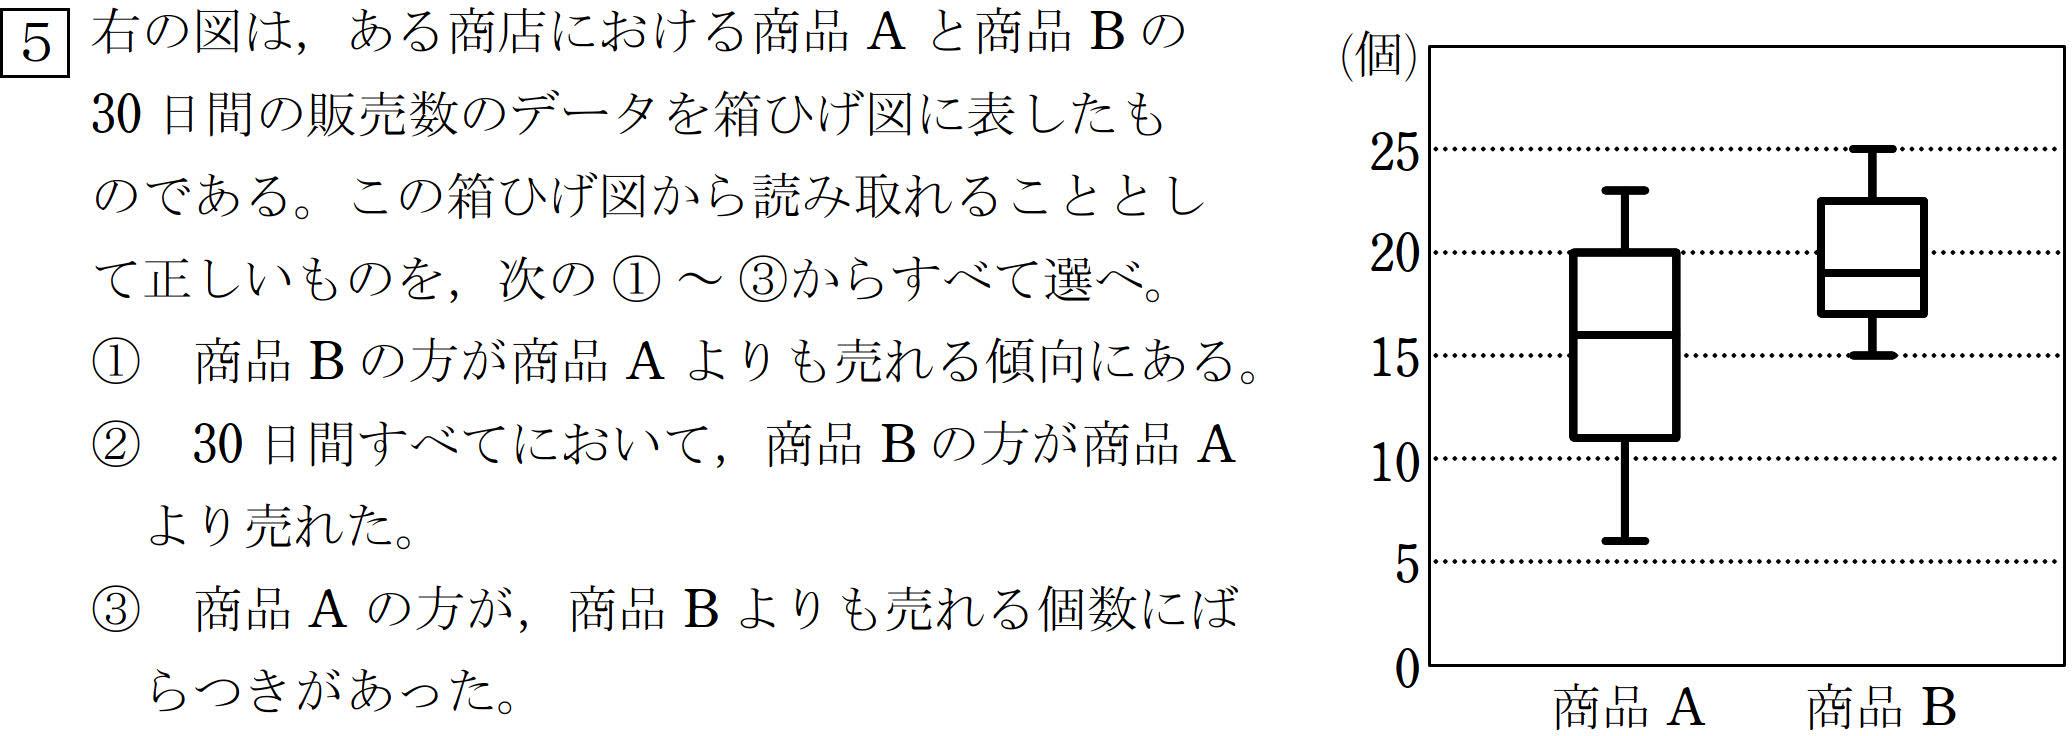 5 右の図は，ある商店における商品 A と商品 B の
30 日間の販売数のデータを箱ひげ図に表したも
のである。この箱ひげ図から読み取れることとし
て正しいものを，次の ① ～ ③からすべて選べ。
① 商品 B の方が商品 A よりも売れる傾向にある。
② 30 日間すべてにおいて，商品 B の方が商品 A
より売れた。
③ 商品 A の方が，商品 B よりも売れる個数にば
らつきがあった。
(個)
25
20
15
10
5
0
商品 A 商品 B